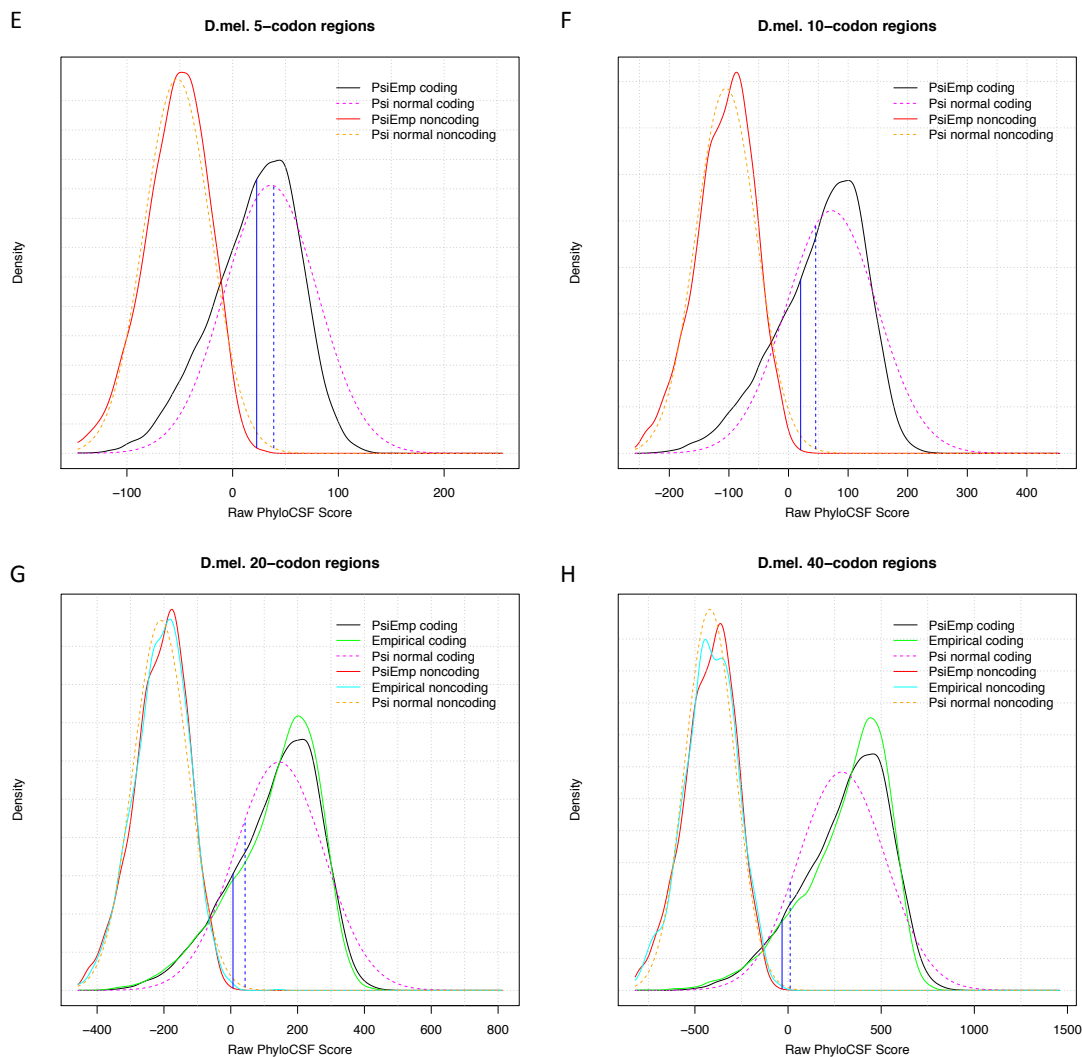 E
D.mel. 5−codon regions
PsiEmp coding
Psi normal coding
PsiEmp noncoding
Psi normal noncoding
Density
−100 0 100 200
Raw PhyloCSF Score
F
D.mel. 10−codon regions
PsiEmp coding
Psi normal coding
PsiEmp noncoding
Psi normal noncoding
Density
−200 −100 0 100 200 300 400
Raw PhyloCSF Score
G
D.mel. 20−codon regions
PsiEmp coding
Empirical coding
Psi normal coding
PsiEmp noncoding
Empirical noncoding
Psi normal noncoding
Density
−400 −200 0 200 400 600 800
Raw PhyloCSF Score
H
D.mel. 40−codon regions
PsiEmp coding
Empirical coding
Psi normal coding
PsiEmp noncoding
Empirical noncoding
Psi normal noncoding
Density
−500 0 500 1000 1500
Raw PhyloCSF Score